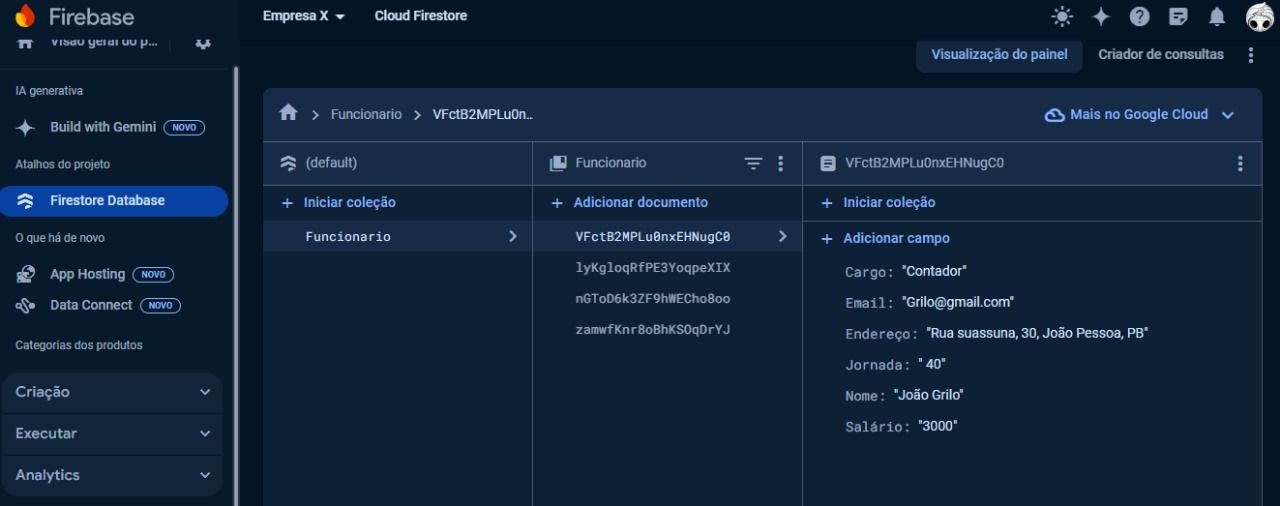 Firebase
Empresa X
Cloud Firestore
Visão geral do p...
Visualização do painel
Criador de consultas
IA generativa
Build with Gemini NOVO
Atalhos do projeto
Firestore Database
O que há de novo
App Hosting NOVO
Data Connect NOVO
Categorias dos produtos
Criação
Executar
Analytics
Funcionario > VFctB2MPLu0n…
Mais no Google Cloud
(default)
+ Iniciar coleção
Funcionario
Funcionario
+ Adicionar documento
VFctB2MPLu0nxEHNugC0
lyKgloqRfPE3YoqpeXIX
nGToD6k3ZF9hWECho8oo
zamwfKnr8oBhKSOqDrYJ
VFctB2MPLu0nxEHNugC0
+ Iniciar coleção
+ Adicionar campo
Cargo: "Contador"
Email: "Grilo@gmail.com"
Endereço: "Rua suassuna, 30, João Pessoa, PB"
Jornada: " 40"
Nome: "João Grilo"
Salário: "3000"